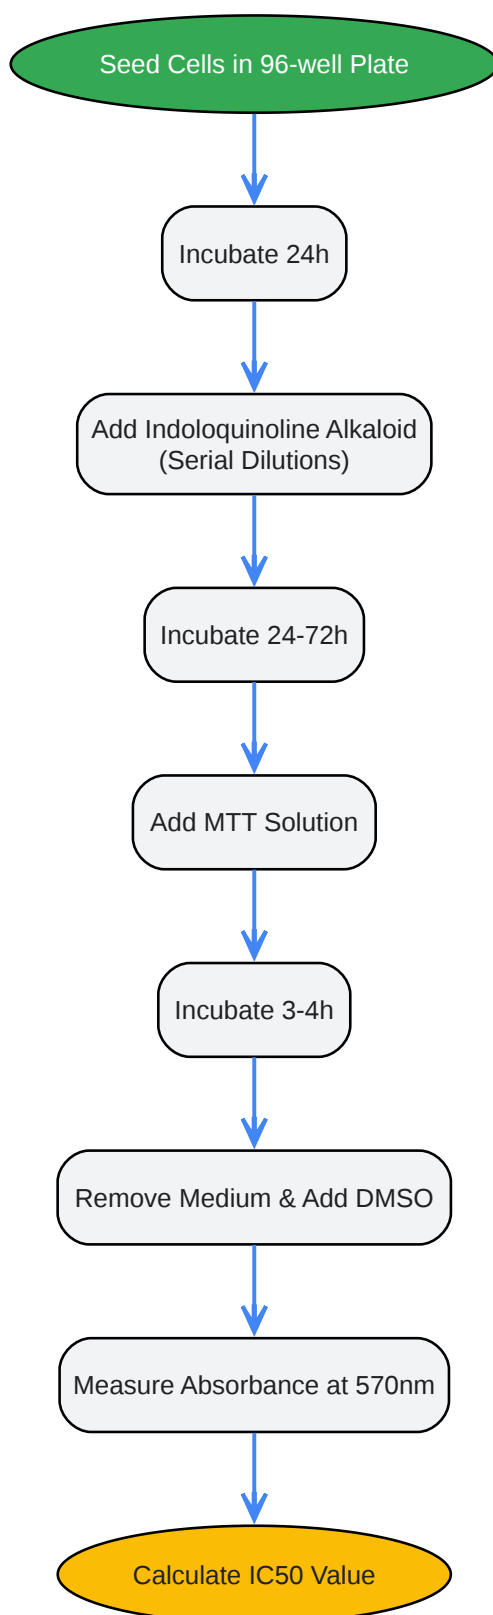 Seed Cells in 96-well Plate
Incubate 24h
Add Indoloquinoline Alkaloid
(Serial Dilutions)
Incubate 24-72h
Add MTT Solution
Incubate 3-4h
Remove Medium & Add DMSO
Measure Absorbance at 570nm
Calculate IC50 Value